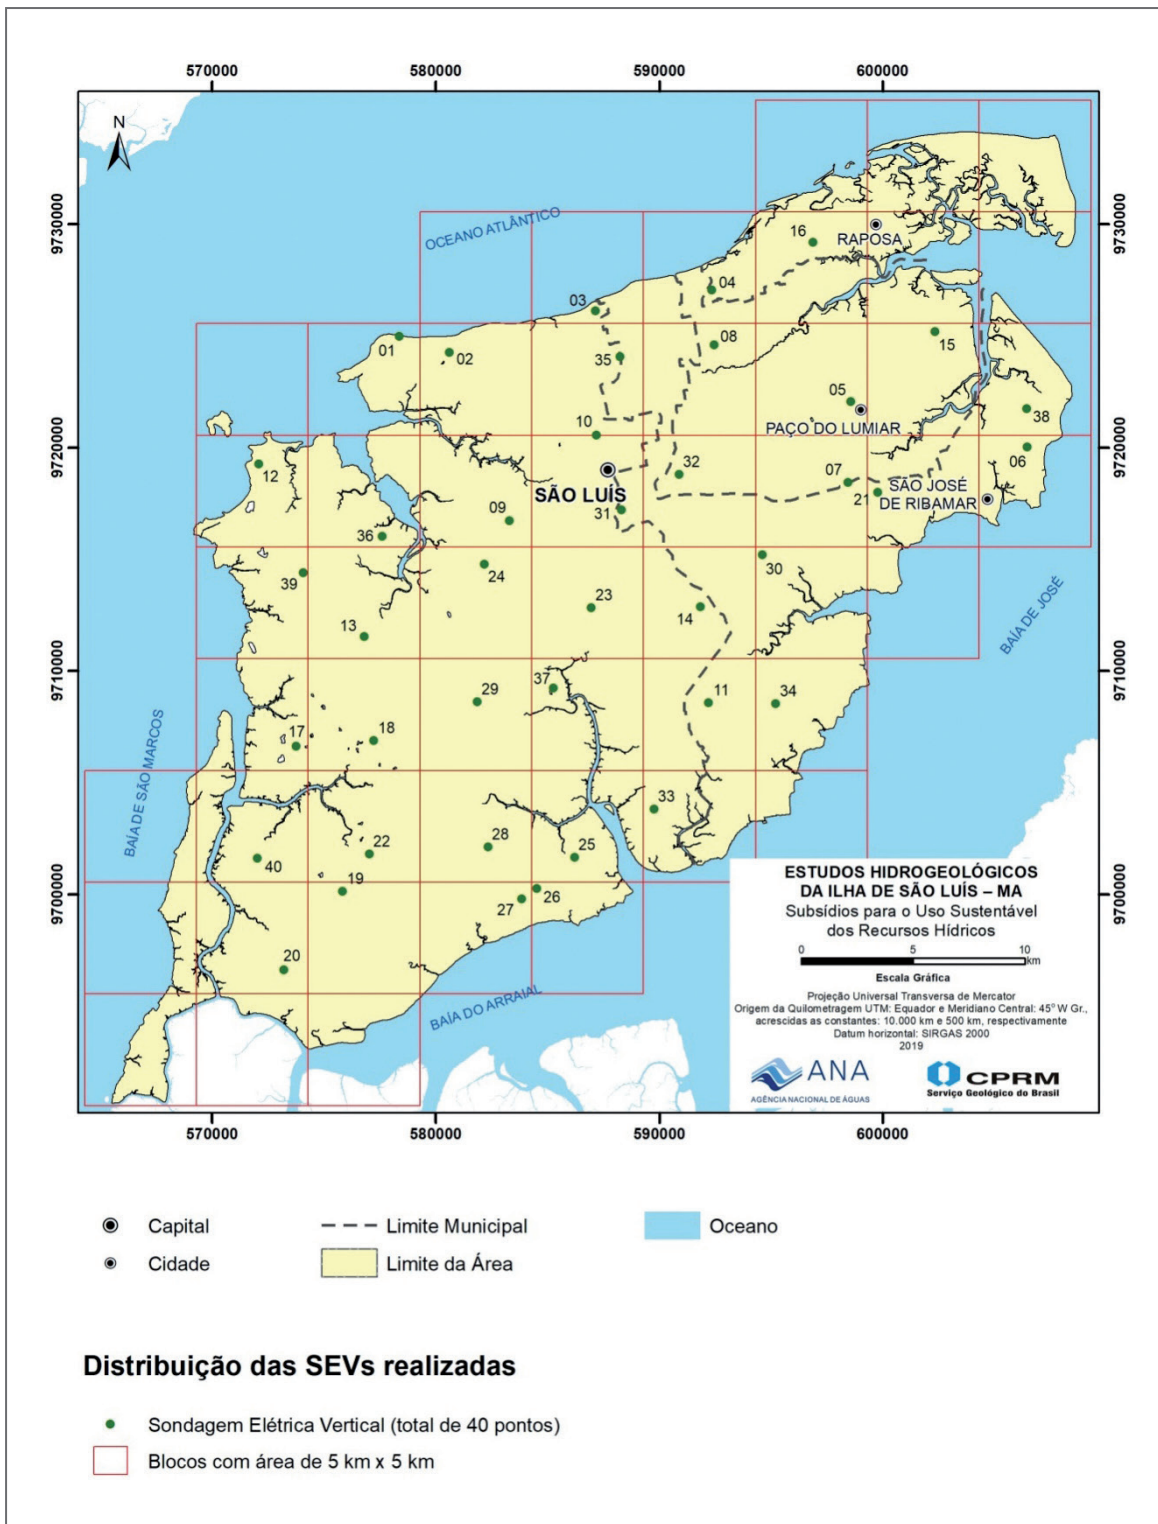 570000
580000
590000
600000
N
9730000
9730000
OCEANO ATLÂNTICO
16
RAPOSA
04
03
01
02
35
08
15
05
PAÇO DO LUMIAR
38
10
9720000
9720000
12
32
06
07
SÃO JOSÉ
DE RIBAMAR
21
SÃO LUÍS
31
09
36
24
30
39
23
14
13
BAÍA DE JOSÉ
9710000
9710000
37
29
11
34
17
18
BAÍA DE SÃO MARCOS
33
28
25
22
40
19
27
26
9700000
9700000
20
BAÍA DO ARRAIAL
ESTUDOS HIDROGEOLÓGICOS
DA ILHA DE SÃO LUÍS – MA
Subsídios para o Uso Sustentável
dos Recursos Hídricos
0 5 10
km
Escala Gráfica
Projeção Universal Transversa de Mercator
Origem da Quilometragem UTM: Equador e Meridiano Central: 45° W Gr.,
acrescidas as constantes: 10.000 km e 500 km, respectivamente
Datum horizontal: SIRGAS 2000
2019
ANA
AGÊNCIA NACIONAL DE ÁGUAS
CPRM
Serviço Geológico do Brasil
570000
580000
590000
600000
Capital
Limite Municipal
Oceano
Cidade
Limite da Área
Distribuição das SEVs realizadas
Sondagem Elétrica Vertical (total de 40 pontos)
Blocos com área de 5 km x 5 km